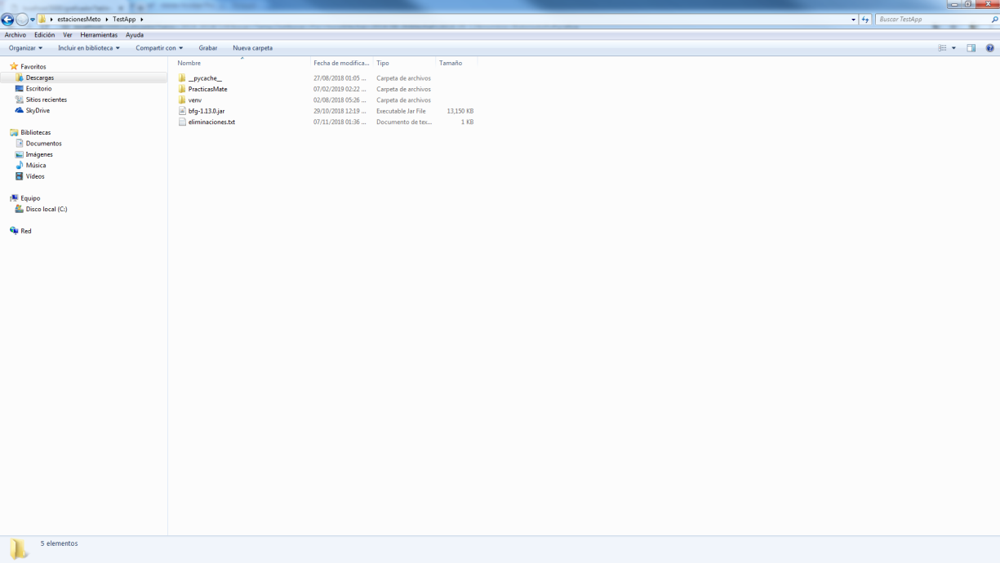 estacionesMeto TestApp
Buscar TestApp
Archivo Edición Ver Herramientas Ayuda
Organizar Incluir en biblioteca Compartir con Grabar Nueva carpeta
Favoritos
Descargas
Escritorio
Sitios recientes
SkyDrive
Bibliotecas
Documentos
Imágenes
Música
Vídeos
Equipo
Disco local (C:)
Red
Nombre Fecha de modifica... Tipo Tamaño
__pycache__ 27/08/2018 01:05 ... Carpeta de archivos
PracticasMate 07/02/2019 02:22 ... Carpeta de archivos
venv 02/08/2018 05:26 ... Carpeta de archivos
bfg-1.13.0.jar 29/10/2018 12:19 ... Executable Jar File 13,150 KB
eliminaciones.txt 07/11/2018 01:36 ... Documento de tex... 1 KB
5 elementos